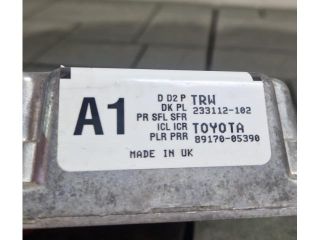 A1
D D2 P TRW
DK PL 233112-102
PR SFL SFR
ICL ICR TOYOTA
PLR PRR 89170-05390
MADE IN UK